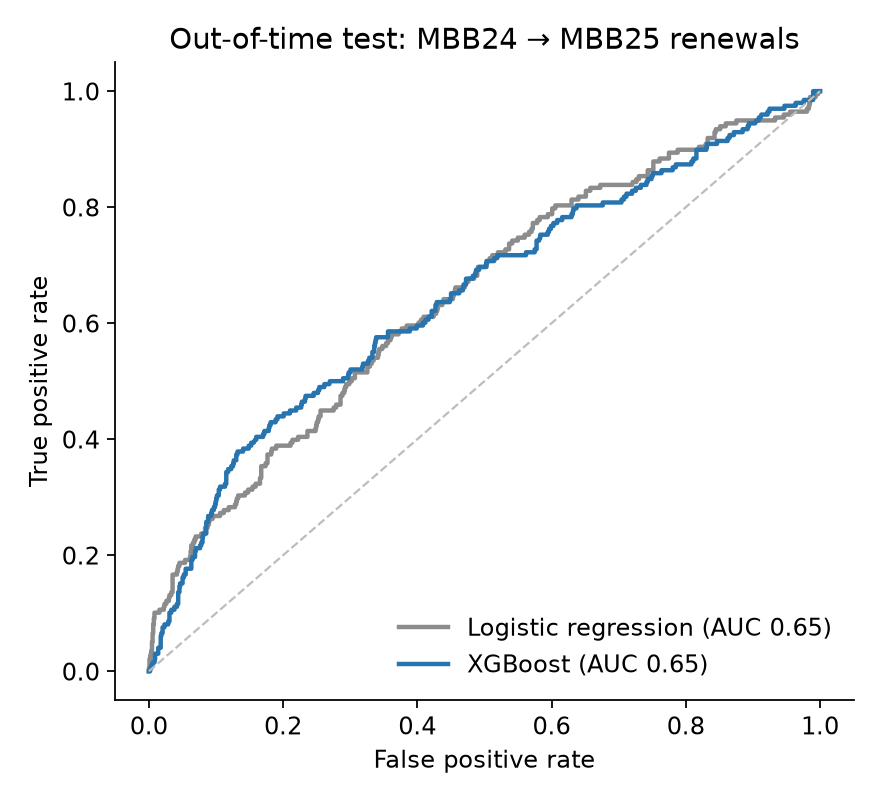 Out-of-time test: MBB24 → MBB25 renewals
True positive rate
1.0
0.8
0.6
0.4
0.2
0.0
Logistic regression (AUC 0.65)
XGBoost (AUC 0.65)
0.0 0.2 0.4 0.6 0.8 1.0
False positive rate